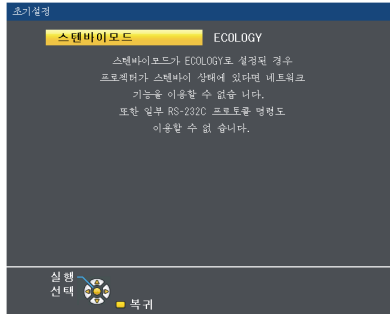 초기설정
스텐바이모드 ECOLOGY
스텐바이모드가 ECOLOGY로 설정된 경우
프로젝터가 스텐바이 상태에 있다면 네트워크
기능을 이용할 수 없습 니다.
또한 일부 RS-232C 프로토콜 명령도
이용할 수 없 습니다.
실행
선택
복귀